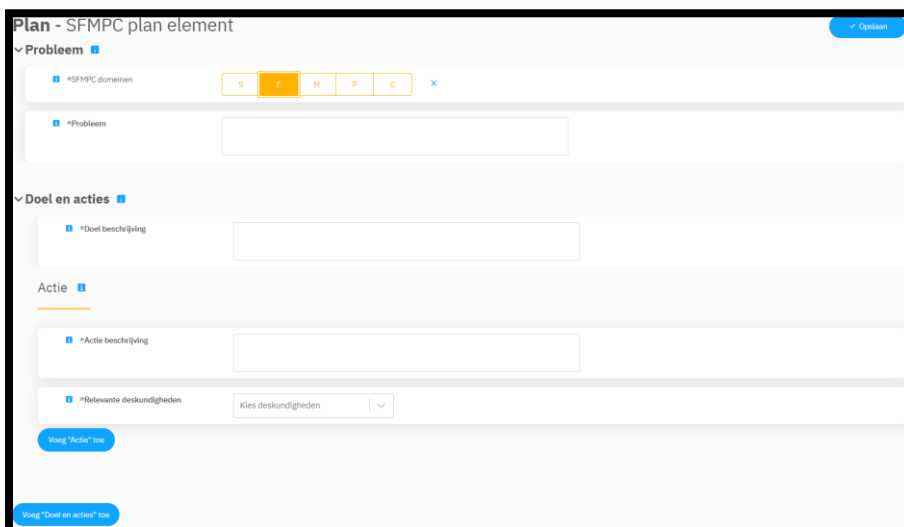 Plan - SFMPC plan element
✓ Opslaan
Probleem
*SFMPC domeinen
S F M P C ×
*Probleem
Doel en acties
*Doel beschrijving
Actie
*Actie beschrijving
*Relevante deskundigheden
Kies deskundigheden
Voeg "Actie" toe
Voeg "Doel en acties" toe